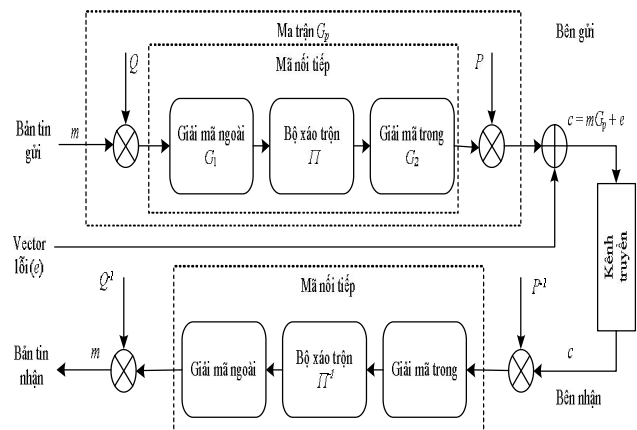 Ma trận Gp
Bên gửi
Mã nối tiếp
Q
P
Bản tin
gửi
m
Giải mã ngoài
G1
Bộ xáo trộn
Π
Giải mã trong
G2
c = mGp + e
Vector
lỗi (e)
Kênh
truyền
Q-1
Mã nối tiếp
P-1
Bản tin
nhận
m
Giải mã ngoài
Bộ xáo trộn
Π-1
Giải mã trong
c
Bên nhận